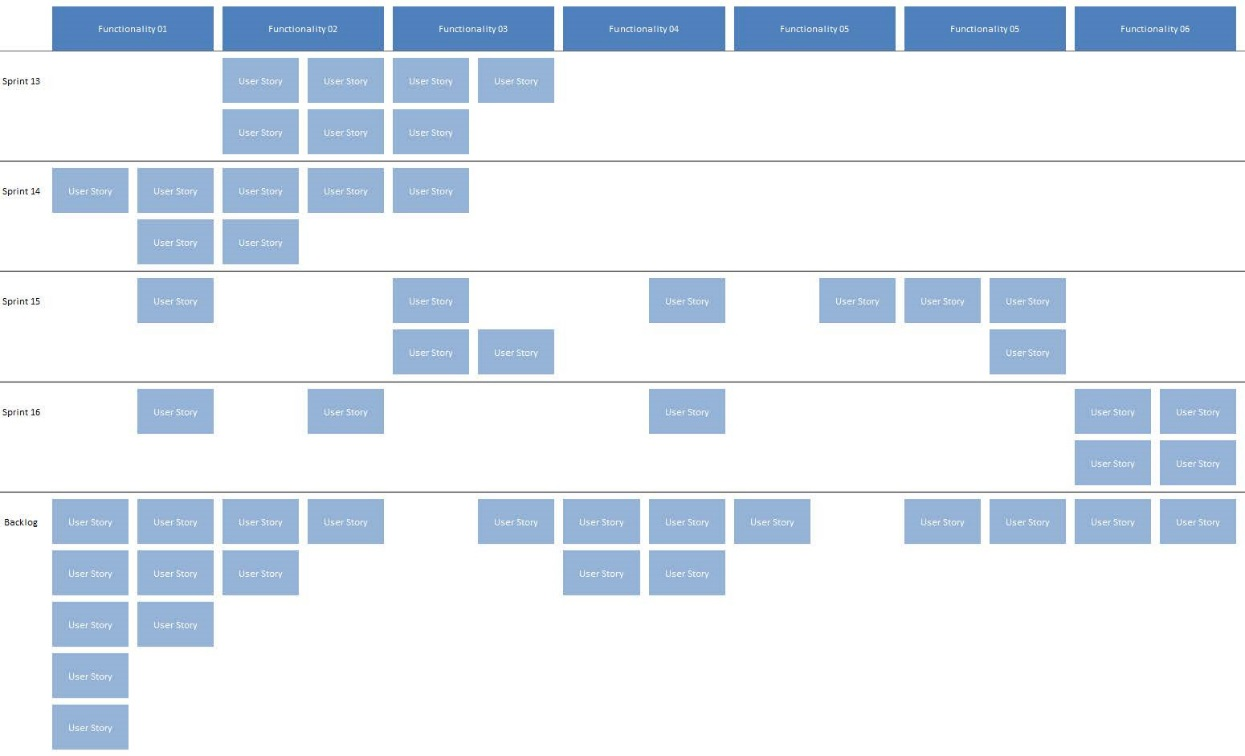 Functionality 01 Functionality 02 Functionality 03 Functionality 04 Functionality 05 Functionality 05 Functionality 06
Sprint 13 User Story User Story User Story User Story
User Story User Story User Story
Sprint 14 User Story User Story User Story User Story User Story
User Story User Story
Sprint 15 User Story User Story User Story User Story User Story User Story
User Story User Story User Story
Sprint 16 User Story User Story User Story User Story User Story
User Story User Story
Backlog User Story User Story User Story User Story User Story User Story User Story User Story User Story User Story User Story User Story
User Story User Story User Story User Story User Story
User Story User Story
User Story
User Story